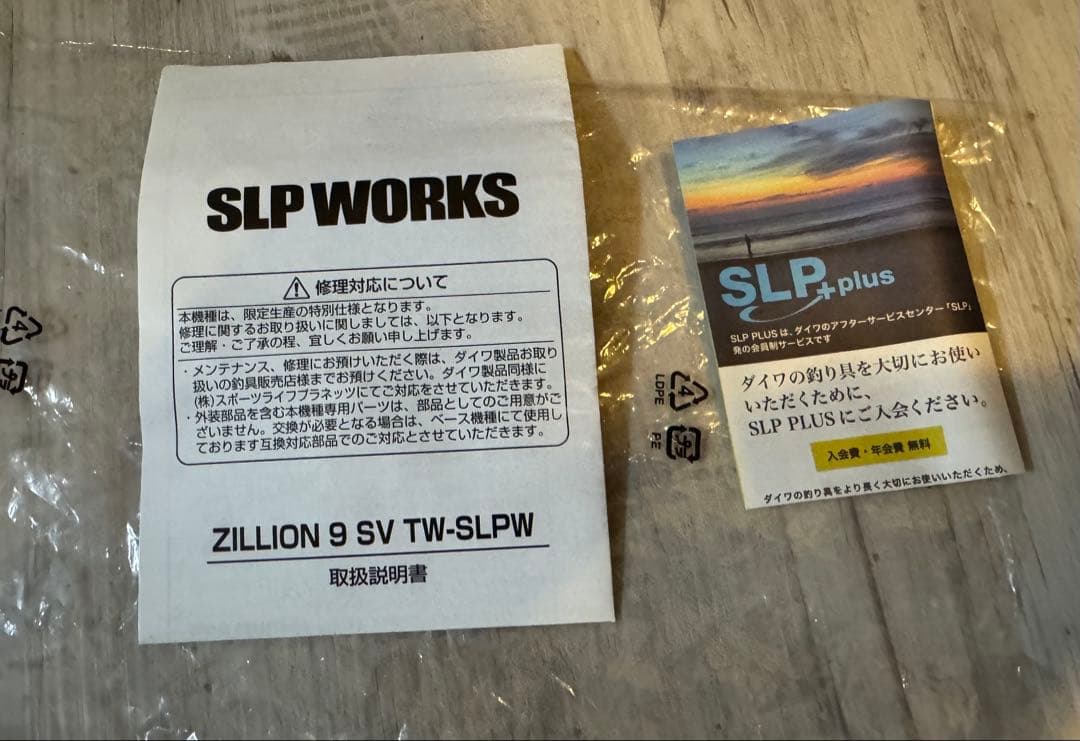 SLP WORKS
⚠ 修理対応について
本機種は、限定生産の特別仕様となります。
修理に関するお取り扱いに関しましては、以下となります。
ご理解・ご了承の程、宜しくお願い申し上げます。
・メンテナンス、修理にお預けいただく際は、ダイワ製品お取り
扱いの釣具販売店様までお預けください。ダイワ製品同様に
(株)スポーツライフプラネッツにてご対応をさせていただきます。
・外装部品を含む本機種専用パーツは、部品としてのご用意がご
ざいません。交換が必要となる場合は、ベース機種にて使用し
ております互換対応部品でのご対応とさせていただきます。
ZILLION 9 SV TW-SLPW
取扱説明書
4
LDPE
プラ
PE
SLP+plus
SLP PLUS は、ダイワのアフターサービスセンター「SLP」
発の会員制サービスです
ダイワの釣り具を大切にお使い
いただくために、
SLP PLUS にご入会ください。
入会費・年会費 無料
ダイワの釣り具をより長く大切にお使いいただくため、
4
プラ